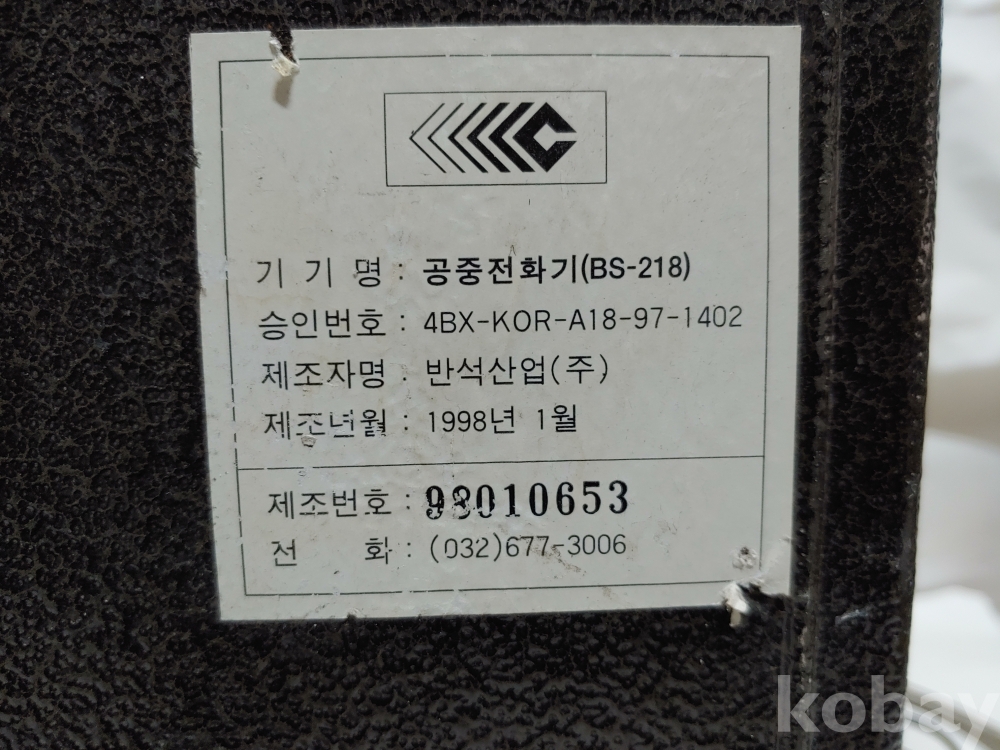 기 기 명 : 공중전화기(BS-218)
승인번호 : 4BX-KOR-A18-97-1402
제조자명 : 반석산업(주)
제조년월 : 1998년 1월
제조번호 : 98010653
전 화 : (032)677-3006
kobay